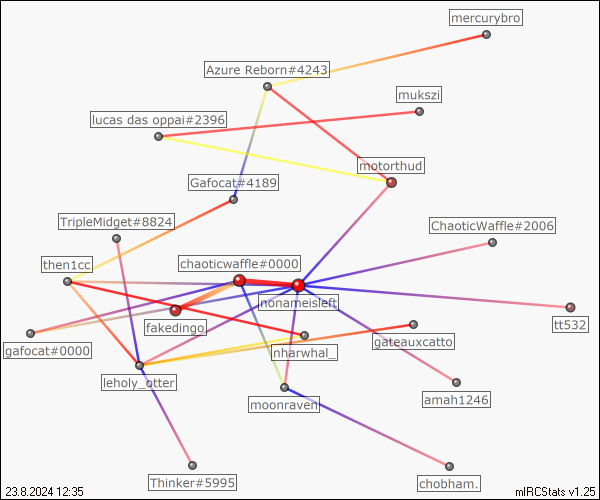 mercurybro
Azure Reborn#4243
mukszi
lucas das oppai#2396
motorthud
Gafocat#4189
TripleMidget#8824
ChaoticWaffle#2006
then1cc
chaoticwaffle#0000
nonameisleft
tt532
fakedingo
gateauxcatto
gafocat#0000
nharwhal_
leholy_otter
amah1246
moonraven
Thinker#5995
chobham.
23.8.2024 12:35
mIRCStats v1.25